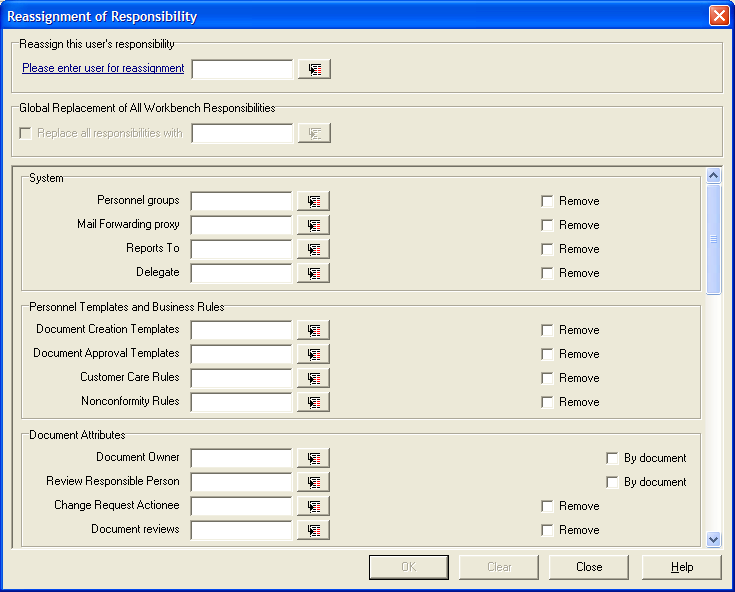 Reassignment of Responsibility
Reassign this user's responsibility
Please enter user for reassignment
Global Replacement of All Workbench Responsibilities
Replace all responsibilities with
System
Personnel groups Remove
Mail Forwarding proxy Remove
Reports To Remove
Delegate Remove
Personnel Templates and Business Rules
Document Creation Templates Remove
Document Approval Templates Remove
Customer Care Rules Remove
Nonconformity Rules Remove
Document Attributes
Document Owner By document
Review Responsible Person By document
Change Request Actionee Remove
Document reviews Remove
OK Clear Close Help